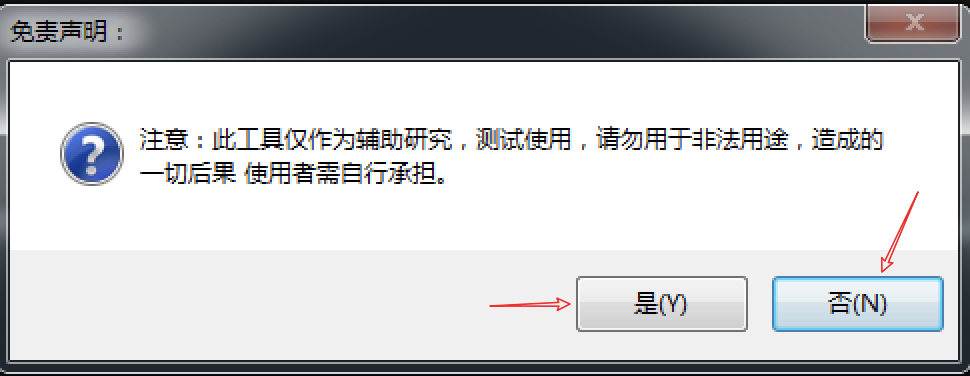 免责声明：
注意：此工具仅作为辅助研究，测试使用，请勿用于非法用途，造成的
一切后果 使用者需自行承担。
是(Y)
否(N)